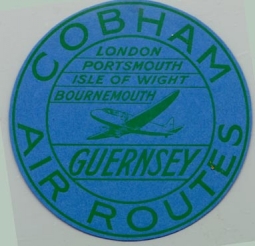 COBHAM
LONDON
PORTSMOUTH
ISLE OF WIGHT
BOURNEMOUTH
GUERNSEY
AIR ROUTES